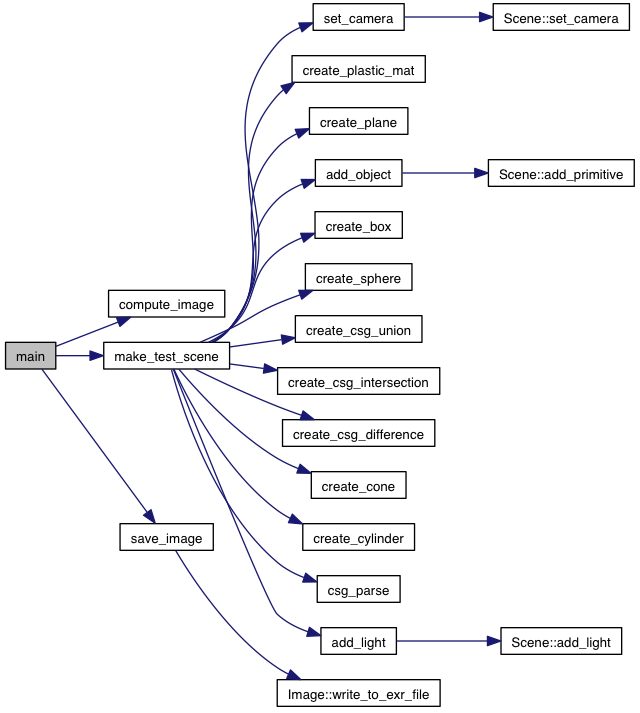 set_camera
Scene::set_camera
create_plastic_mat
create_plane
add_object
Scene::add_primitive
create_box
create_sphere
compute_image
create_csg_union
main
make_test_scene
create_csg_intersection
create_csg_difference
create_cone
save_image
create_cylinder
csg_parse
add_light
Scene::add_light
Image::write_to_exr_file